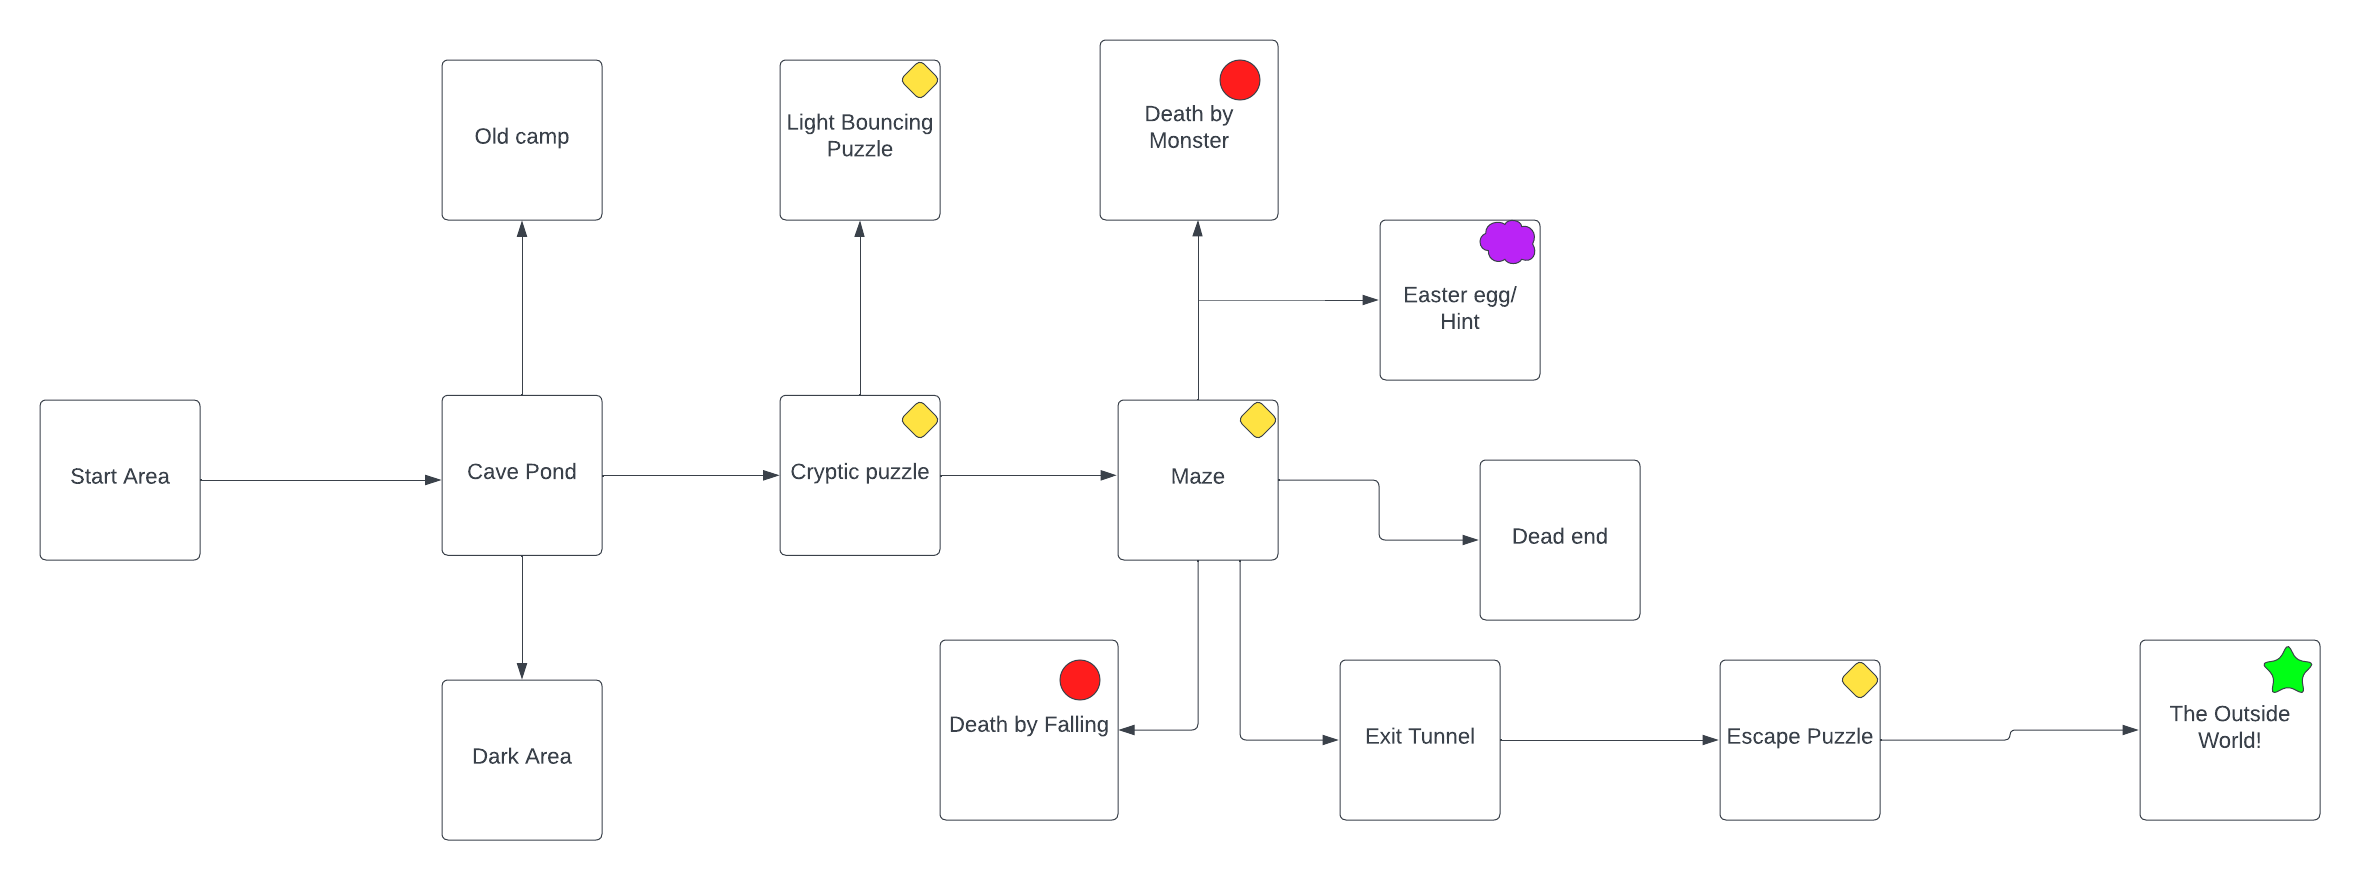 Old camp
Light Bouncing
Puzzle
Death by
Monster
Easter egg/
Hint
Start Area
Cave Pond
Cryptic puzzle
Maze
Dead end
Dark Area
Death by Falling
Exit Tunnel
Escape Puzzle
The Outside
World!